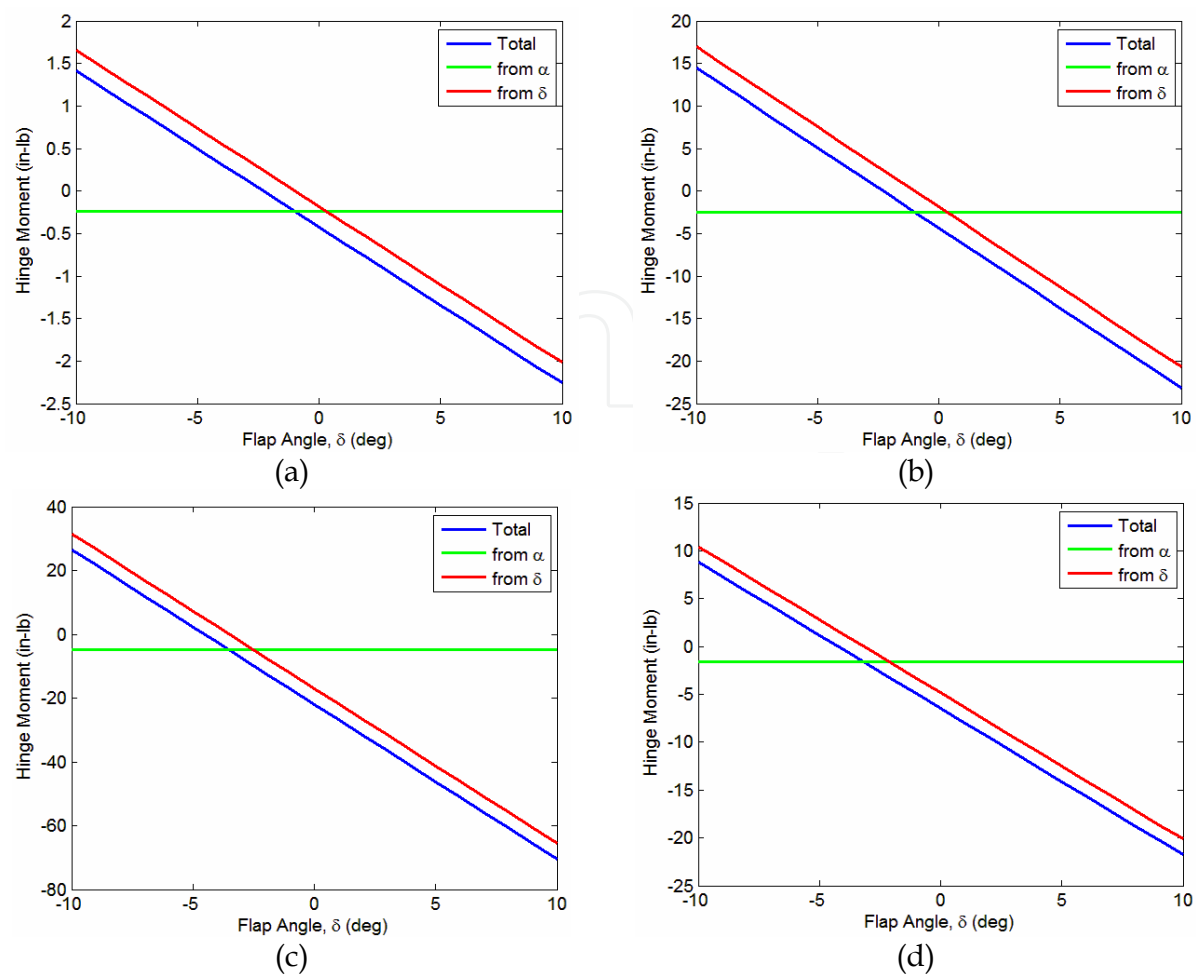 2
1.5
1
0.5
0
-0.5
-1
-1.5
-2
-2.5
Hinge Moment (in-lb)
Total
from α
from δ
-10
-5
0
5
10
Flap Angle, δ (deg)
(a)
20
15
10
5
0
-5
-10
-15
-20
-25
Hinge Moment (in-lb)
Total
from α
from δ
-10
-5
0
5
10
Flap Angle, δ (deg)
(b)
40
20
0
-20
-40
-60
-80
Hinge Moment (in-lb)
Total
from α
from δ
-10
-5
0
5
10
Flap Angle, δ (deg)
(c)
15
10
5
0
-5
-10
-15
-20
-25
Hinge Moment (in-lb)
Total
from α
from δ
-10
-5
0
5
10
Flap Angle, δ (deg)
(d)